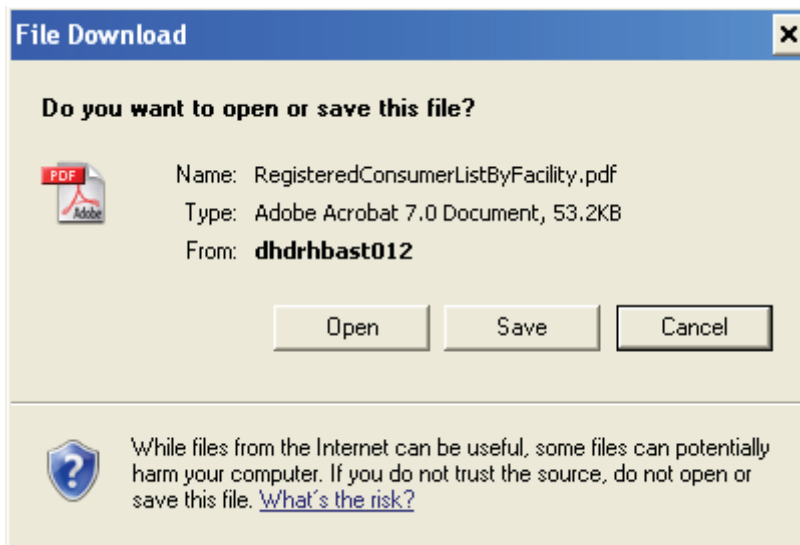 File Download
Do you want to open or save this file?
PDF
Adobe
Name: RegisteredConsumerListByFacility.pdf
Type: Adobe Acrobat 7.0 Document, 53.2KB
From: dhdrhbast012
Open Save Cancel
While files from the Internet can be useful, some files can potentially
harm your computer. If you do not trust the source, do not open or
save this file. What's the risk?